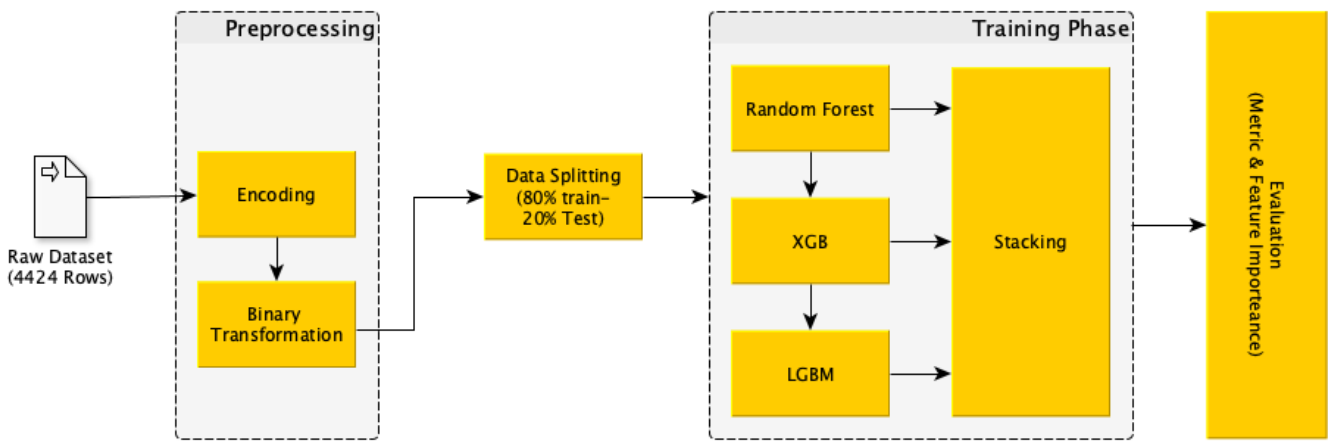 Raw Dataset
(4424 Rows)
Preprocessing
Encoding
Binary
Transformation
Data Splitting
(80% train–
20% Test)
Training Phase
Random Forest
XGB
LGBM
Stacking
Evaluation
(Metric & Feature Importeance)